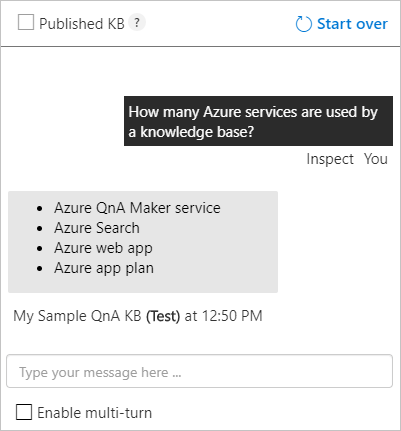 Published KB ?
Start over
How many Azure services are used by
a knowledge base?
Inspect You
• Azure QnA Maker service
• Azure Search
• Azure web app
• Azure app plan
My Sample QnA KB (Test) at 12:50 PM
Type your message here ...
Enable multi-turn